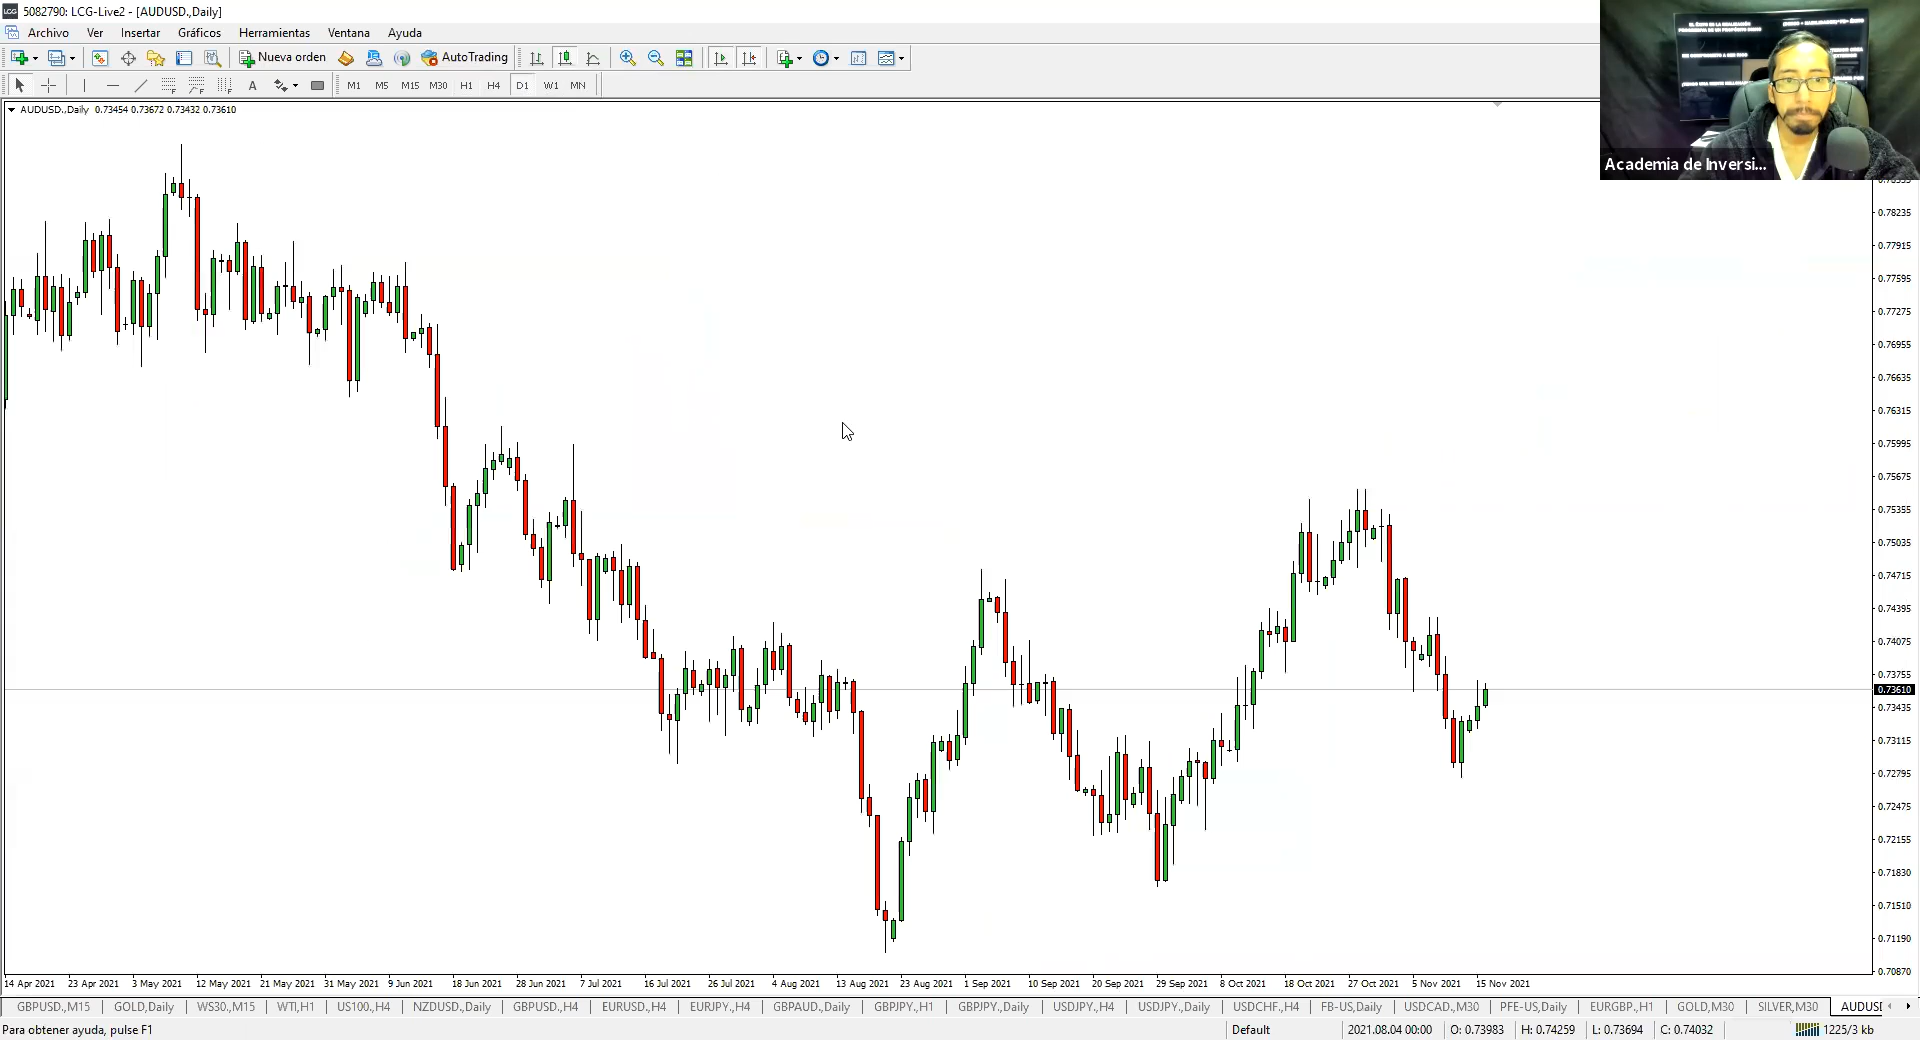 5082790: LCG-Live2 - [AUDUSD.,Daily]
Archivo Ver Insertar Gráficos Herramientas Ventana Ayuda
Nueva orden AutoTrading
A M1 M5 M15 M30 H1 H4 D1 W1 MN
AUDUSD.,Daily 0.73454 0.73672 0.73432 0.73610
Academia de Inversi...
0.78235
0.77915
0.77595
0.77275
0.76955
0.76635
0.76315
0.75995
0.75675
0.75355
0.75035
0.74715
0.74395
0.74075
0.73755
0.73610
0.73435
0.73115
0.72795
0.72475
0.72155
0.71830
0.71510
0.71190
0.70870
14 Apr 2021 23 Apr 2021 3 May 2021 12 May 2021 21 May 2021 31 May 2021 9 Jun 2021 18 Jun 2021 28 Jun 2021 7 Jul 2021 16 Jul 2021 26 Jul 2021 4 Aug 2021 13 Aug 2021 23 Aug 2021 1 Sep 2021 10 Sep 2021 20 Sep 2021 29 Sep 2021 8 Oct 2021 18 Oct 2021 27 Oct 2021 5 Nov 2021 15 Nov 2021
GBPUSD.,M15 GOLD,Daily WS30.,M15 WTI,H1 US100.,H4 NZDUSD.,Daily GBPUSD.,H4 EURUSD.,H4 EURJPY.,H4 GBPAUD.,Daily GBPJPY.,H1 GBPJPY.,Daily USDJPY.,H4 USDJPY.,Daily USDCHF.,H4 FB-US,Daily USDCAD.,M30 PFE-US,Daily EURGBP.,H1 GOLD,M30 SILVER,M30 AUDUS
Para obtener ayuda, pulse F1 Default 2021.08.04 00:00 O: 0.73983 H: 0.74259 L: 0.73694 C: 0.74032 1225/3 kb